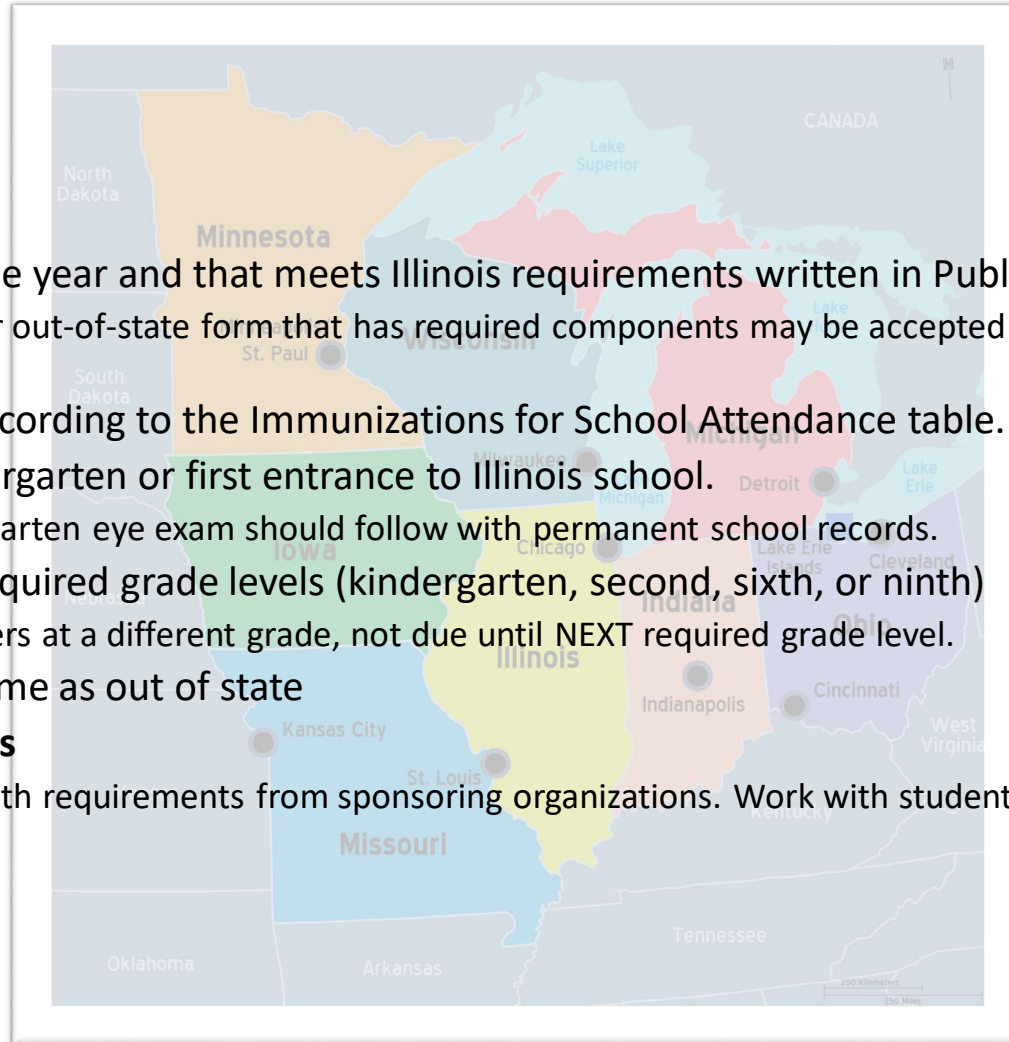 N
CANADA
Lake
Superior
North
Dakota
Minnesota
e year and that meets Illinois requirements written in Publ
out-of-state form that has required components may be accepted
Wisconsin
St. Paul
South
Dakota
cording to the Immunizations for School Attendance table.
Michigan
Milwaukee
rgarten or first entrance to Illinois school.
Detroit
Lake
Michigan
Lake
Erie
arten eye exam should follow with permanent school records.
Iowa
Chicago
Lake Erie
Islands
Cleveland
quired grade levels (kindergarten, second, sixth, or ninth)
Nebraska
Indiana
ers at a different grade, not due until NEXT required grade level.
Ohio
Illinois
me as out of state
Indianapolis
Cincinnati
Kansas City
West
Virginia
s
St. Louis
th requirements from sponsoring organizations. Work with student
Kentucky
Missouri
Tennessee
Oklahoma
Arkansas
250 Kilometers
250 Miles